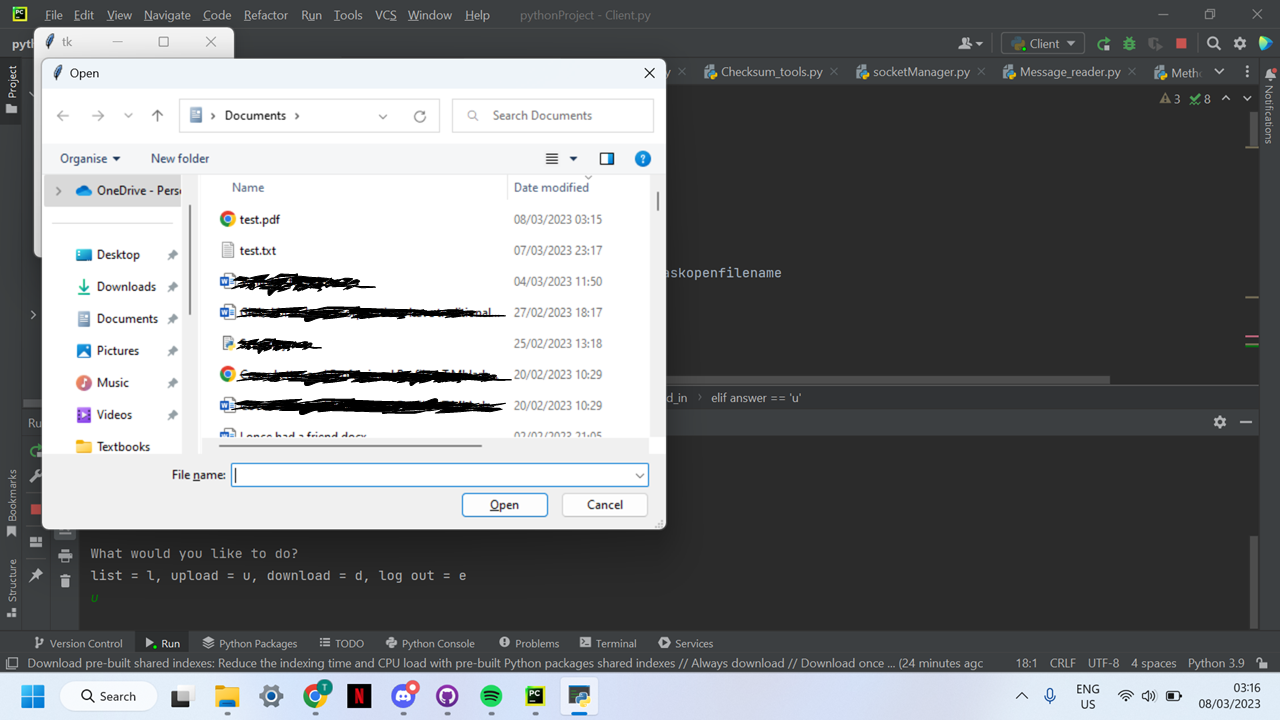 File Edit View Navigate Code Refactor Run Tools VCS Window Help pythonProject - Client.py
tk
Client
Open
Project
Checksum_tools.py socketManager.py Message_reader.py
3 8
Notifications
Documents
Search Documents
Organise New folder
Name Date modified
OneDrive - Pers
test.pdf 08/03/2023 03:15
test.txt 07/03/2023 23:17
Desktop
04/03/2023 11:50
Downloads
27/02/2023 18:17
Documents
25/02/2023 13:18
Pictures
20/02/2023 10:29
Music
20/02/2023 10:29
Videos
I once had a friend.docx 02/02/2023 21:05
Textbooks
askopenfilename
d_in elif answer == 'u'
Ru
File name:
Open Cancel
Bookmarks
Structure
What would you like to do?
list = l, upload = u, download = d, log out = e
u
Version Control Run Python Packages TODO Python Console Problems Terminal Services
Download pre-built shared indexes: Reduce the indexing time and CPU load with pre-built Python packages shared indexes // Always download // Download once ... (24 minutes ago 18:1 CRLF UTF-8 4 spaces Python 3.9
Search
T
N
PC
PC
ENG
US
03:16
08/03/2023